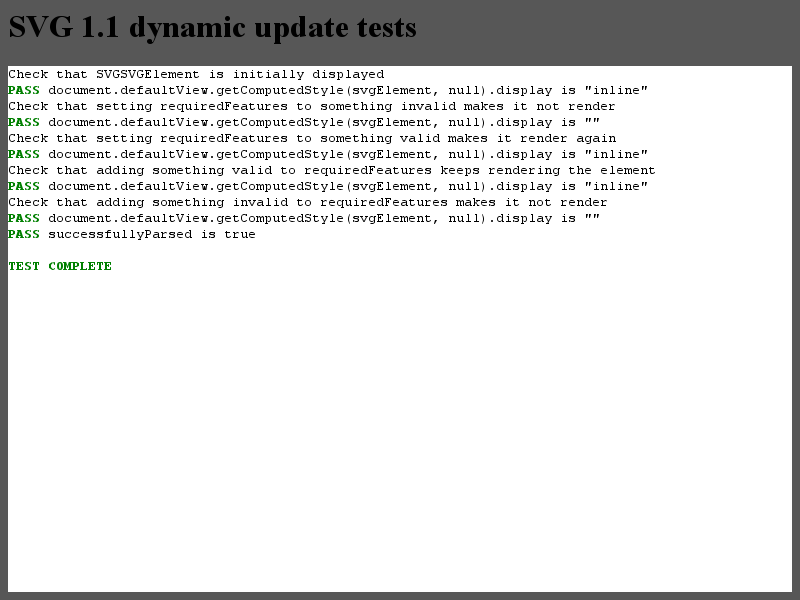 SVG 1.1 dynamic update tests
Check that SVGSVGElement is initially displayed
PASS document.defaultView.getComputedStyle(svgElement, null).display is "inline"
Check that setting requiredFeatures to something invalid makes it not render
PASS document.defaultView.getComputedStyle(svgElement, null).display is ""
Check that setting requiredFeatures to something valid makes it render again
PASS document.defaultView.getComputedStyle(svgElement, null).display is "inline"
Check that adding something valid to requiredFeatures keeps rendering the element
PASS document.defaultView.getComputedStyle(svgElement, null).display is "inline"
Check that adding something invalid to requiredFeatures makes it not render
PASS document.defaultView.getComputedStyle(svgElement, null).display is ""
PASS successfullyParsed is true
TEST COMPLETE